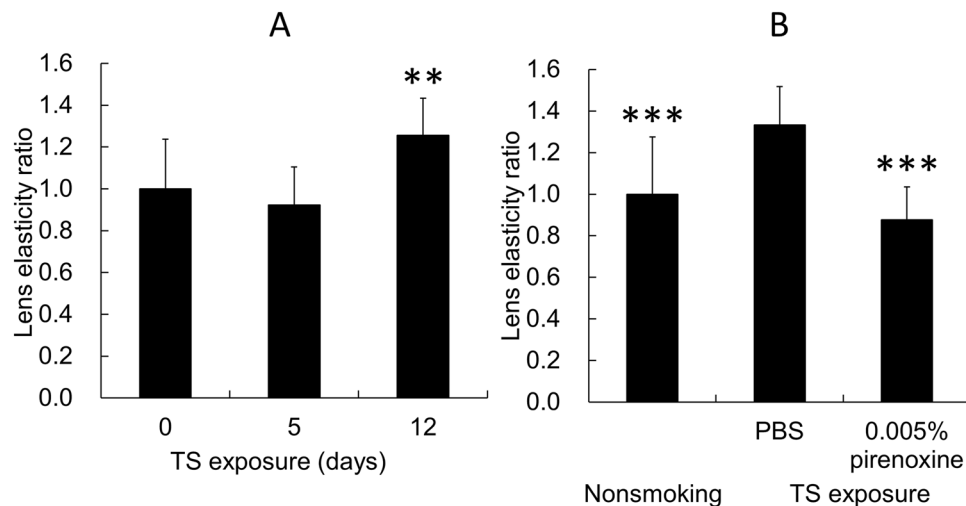 A
Lens elasticity ratio
1.6
1.4
1.2
1.0
0.8
0.6
0.4
0.2
0.0
**
0 5 12
TS exposure (days)
B
Lens elasticity ratio
1.6
1.4
1.2
1.0
0.8
0.6
0.4
0.2
0.0
***
***
PBS 0.005%
pirenoxine
Nonsmoking TS exposure